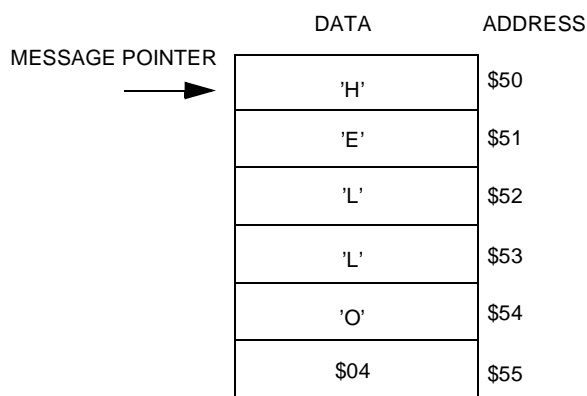 DATA ADDRESS
MESSAGE POINTER
’H’ $50
’E’ $51
’L’ $52
’L’ $53
’O’ $54
$04 $55